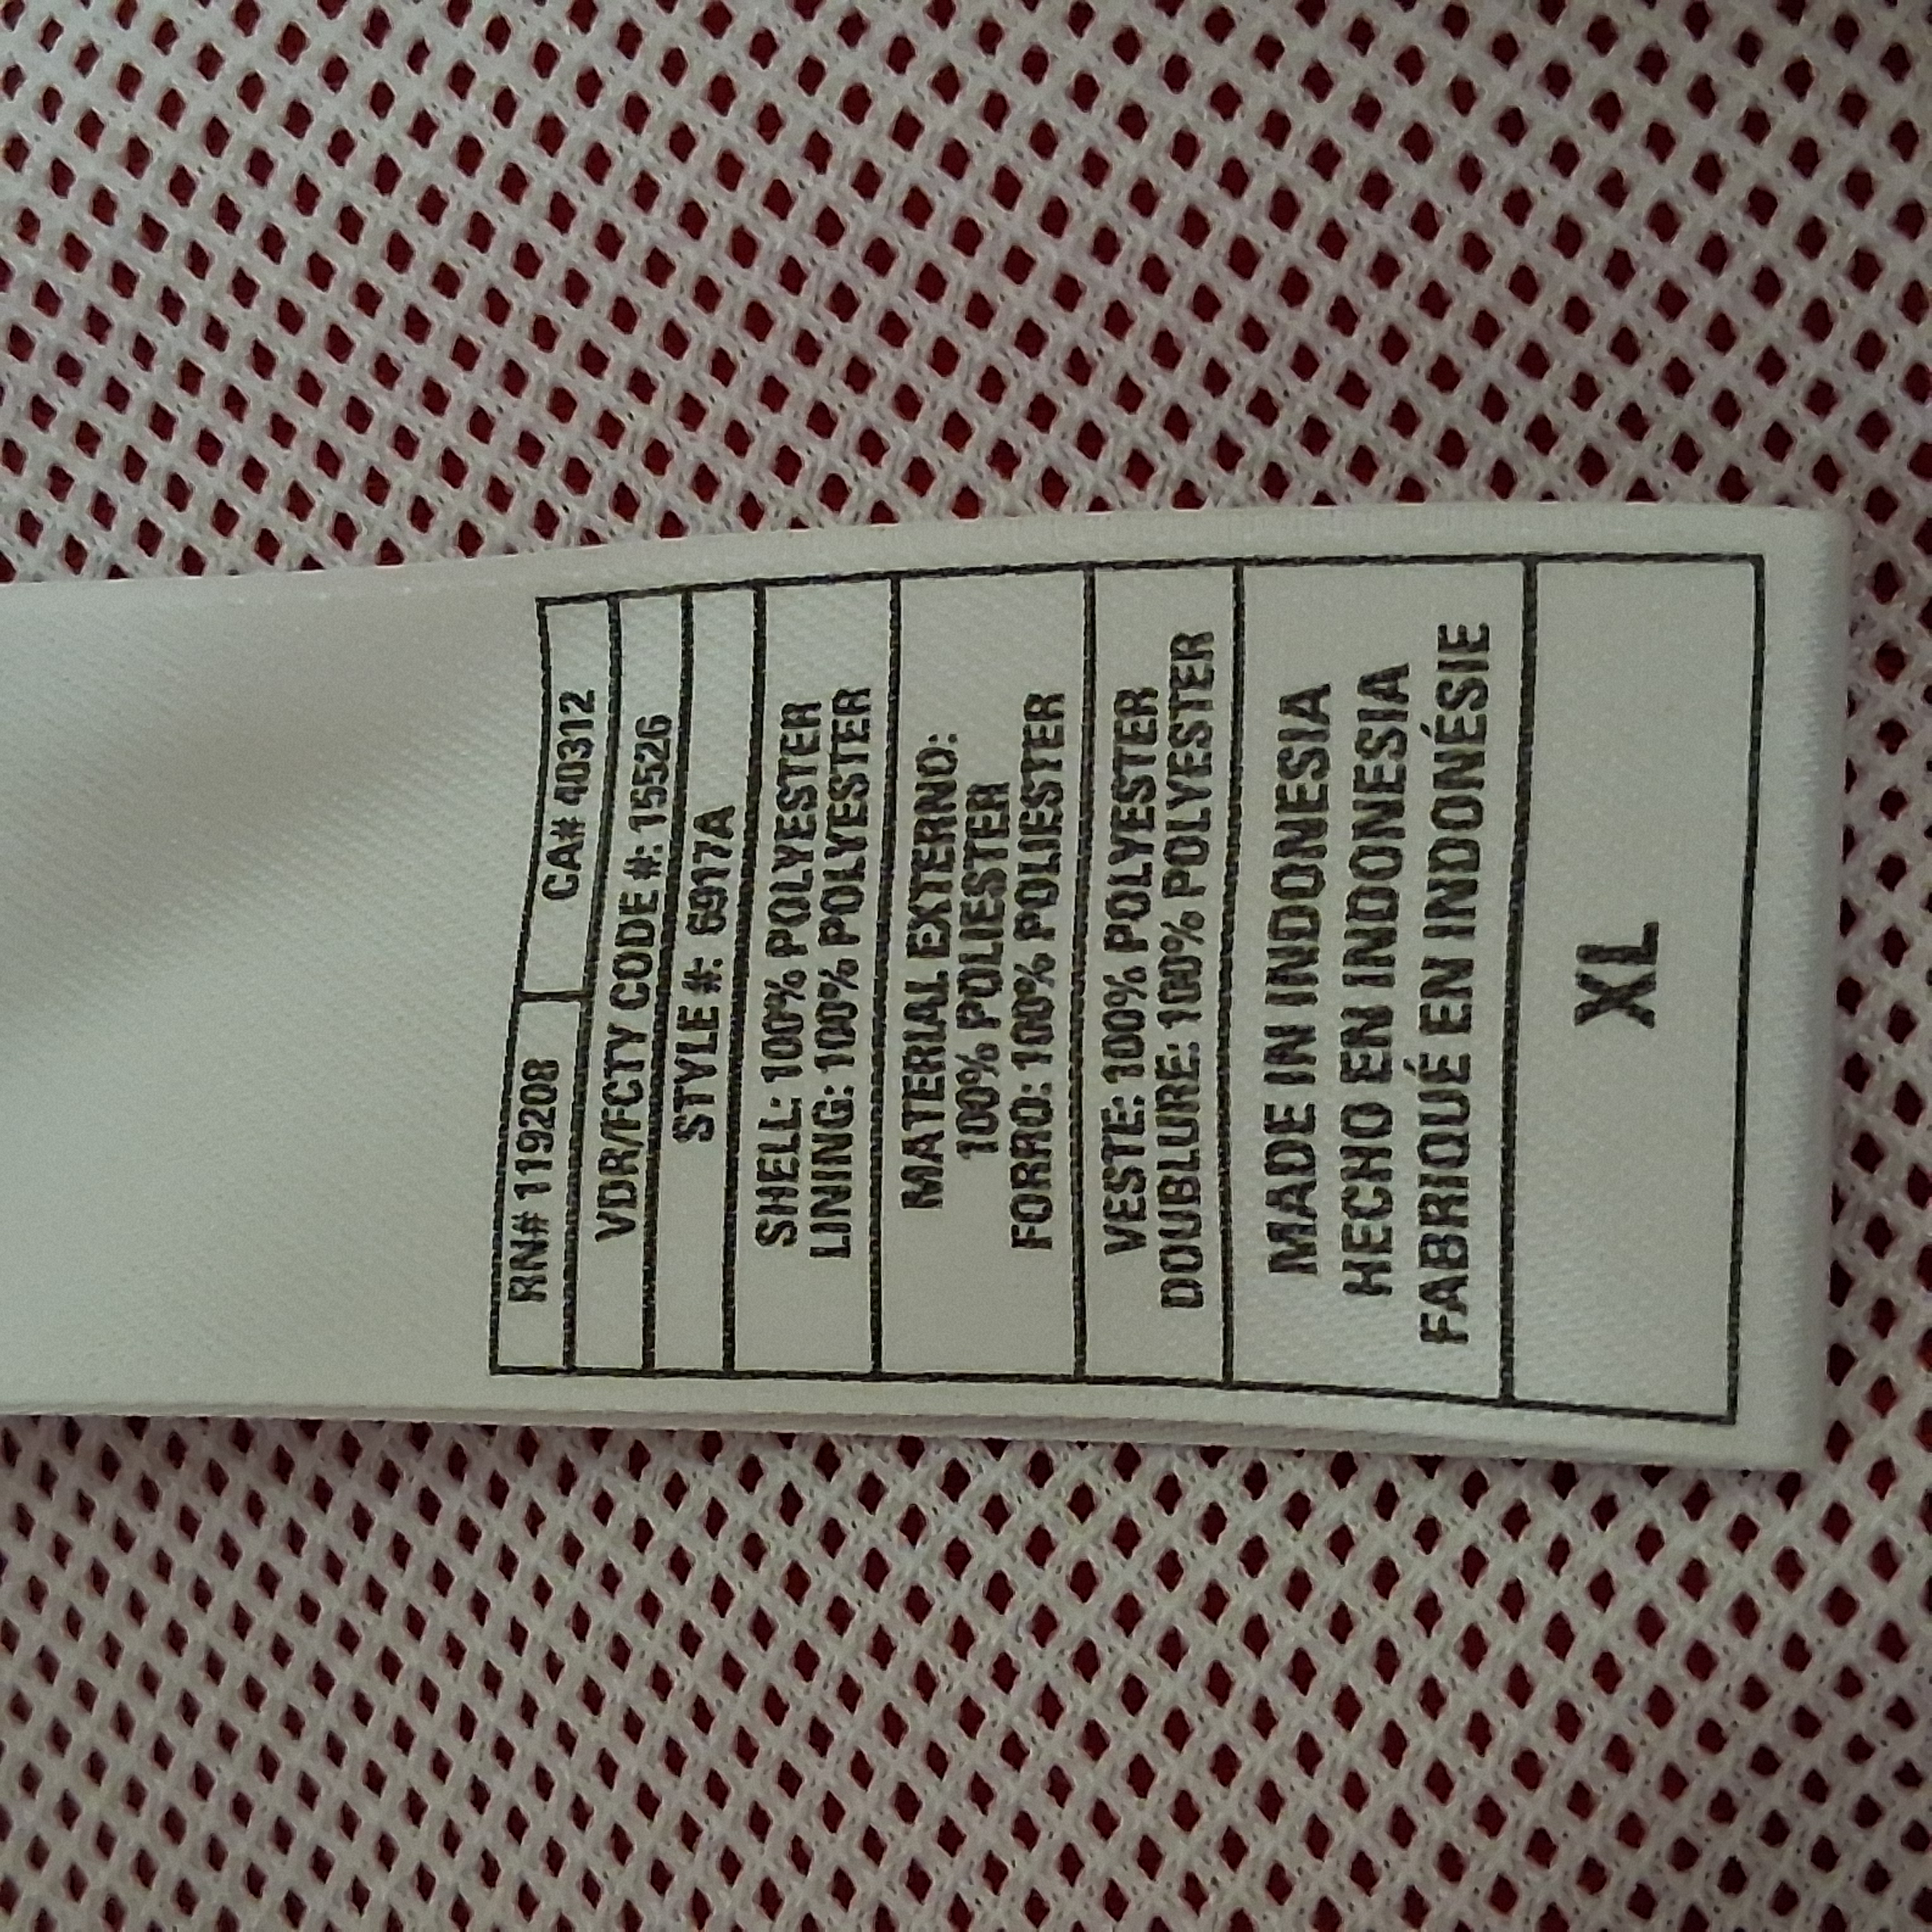 RN# 119208 CA# 40312
VDR/FCTY CODE #: 15526
STYLE #: 6917A
SHELL: 100% POLYESTER
LINING: 100% POLYESTER
MATERIAL EXTERNO:
100% POLIESTER
FORRO: 100% POLIESTER
VESTE: 100% POLYESTER
DOUBLURE: 100% POLYESTER
MADE IN INDONESIA
HECHO EN INDONESIA
FABRIQUÉ EN INDONÉSIE
XL